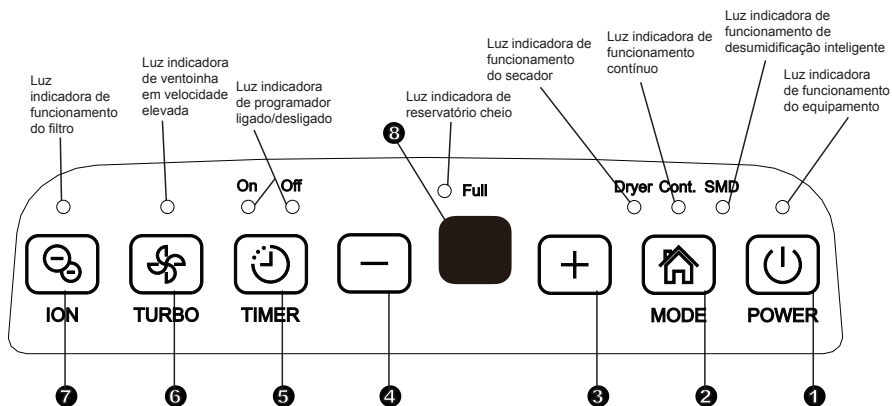 Luz
indicadora de
funcionamento
do filtro
Luz indicadora
de ventoinha
em velocidade
elevada
Luz indicadora
de programador
ligado/desligado
Luz indicadora de
reservatório cheio
Luz indicadora de
funcionamento
do secador
Luz indicadora de
funcionamento
contínuo
Luz indicadora de
funcionamento de
desumidificação inteligente
Luz indicadora
de funcionamento
do equipamento
8
On Off
Full
Dryer Cont. SMD
ION
TURBO
TIMER
MODE
POWER
7
6
5
4
3
2
1